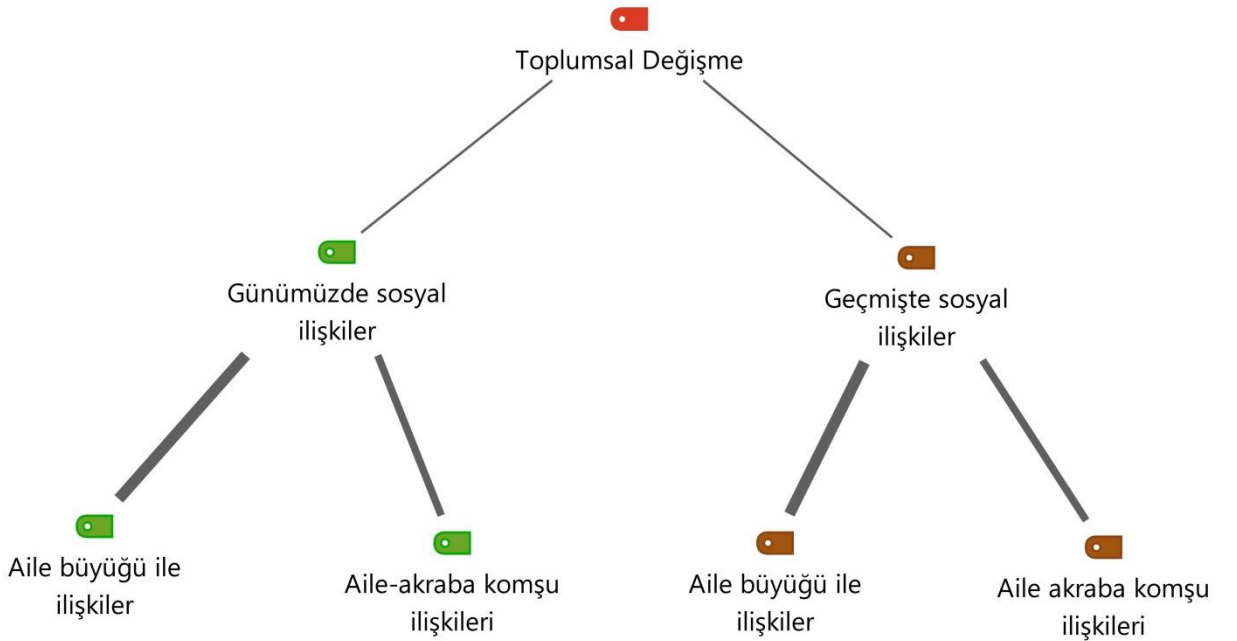 Toplumsal Değişme
Günümüzde sosyal
ilişkiler
Geçmişte sosyal
ilişkiler
Aile büyüğü ile
ilişkiler
Aile-akraba komşu
ilişkileri
Aile büyüğü ile
ilişkiler
Aile akraba komşu
ilişkileri